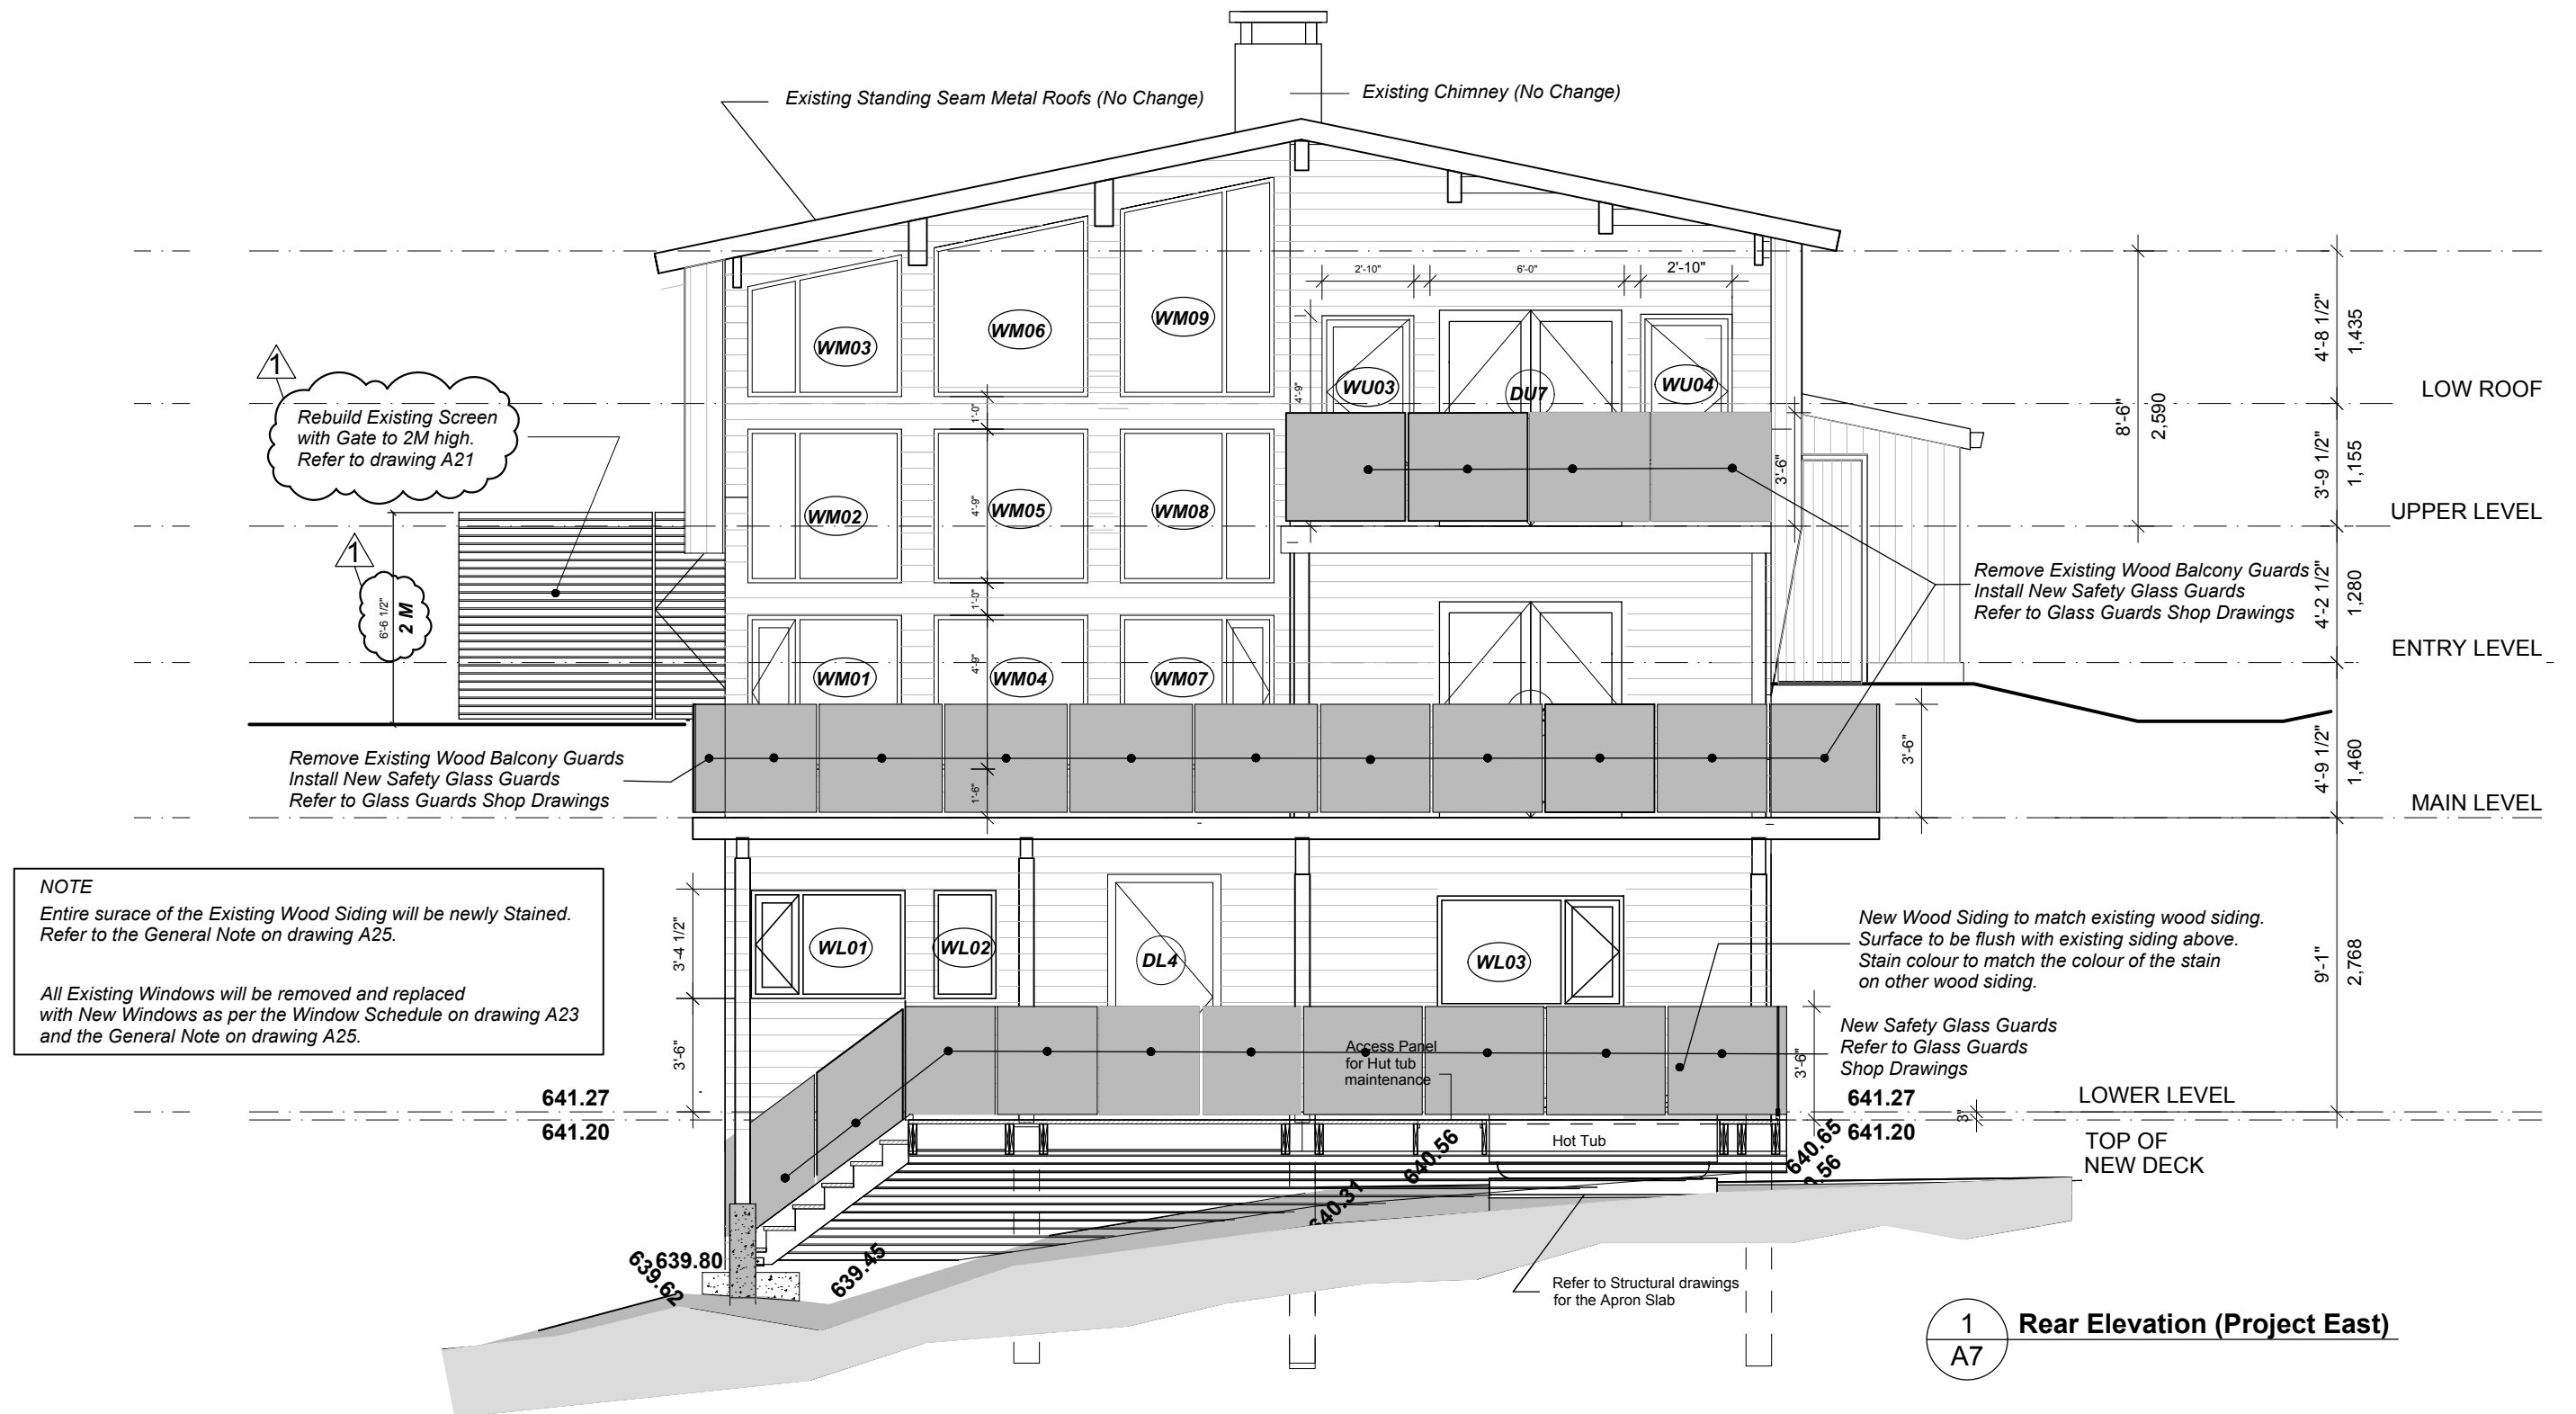 Existing Standing Seam Metal Roofs (No Change)
Existing Chimney (No Change)
2'-10"
6'-0"
2'-10"
WM03
WM06
WM09
WU03
DU7
WU04
4'-9"
1
Rebuild Existing Screen
with Gate to 2M high.
Refer to drawing A21
1
6'-6 1/2"
2 M
1'-0"
WM02
WM05
WM08
4'-9"
1'-0"
WM01
WM04
WM07
4'-9"
1'-6"
3'-6"
3'-6"
Remove Existing Wood Balcony Guards
Install New Safety Glass Guards
Refer to Glass Guards Shop Drawings
4'-8 1/2"
1,435
LOW ROOF
8'-6"
2,590
3'-9 1/2"
1,155
UPPER LEVEL
4'-2 1/2"
1,280
ENTRY LEVEL
4'-9 1/2"
1,460
MAIN LEVEL
9'-1"
2,768
Remove Existing Wood Balcony Guards
Install New Safety Glass Guards
Refer to Glass Guards Shop Drawings
NOTE
Entire surace of the Existing Wood Siding will be newly Stained.
Refer to the General Note on drawing A25.
All Existing Windows will be removed and replaced
with New Windows as per the Window Schedule on drawing A23
and the General Note on drawing A25.
3'-4 1/2"
3'-6"
WL01
WL02
DL4
WL03
New Wood Siding to match existing wood siding.
Surface to be flush with existing siding above.
Stain colour to match the colour of the stain
on other wood siding.
New Safety Glass Guards
Refer to Glass Guards
Shop Drawings
3'-6"
Access Panel
for Hut tub
maintenance
641.27
641.20
641.27
641.20
3"
LOWER LEVEL
TOP OF
NEW DECK
Hot Tub
640.65
.56
640.56
640.31
639.45
639.80
639.62
Refer to Structural drawings
for the Apron Slab
1
A7
Rear Elevation (Project East)